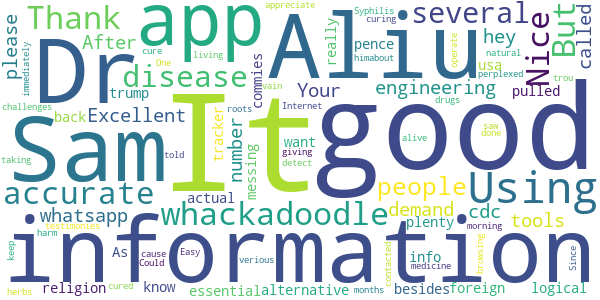 please
Thank
app
Aliu
several
Nice
But
called
Syphilis
appreciate
curing
cure
living
One
hey
really
pence
natural
operate
vain
After
Dr
immediately
trump
disease
commies
Himabout
usa
perplexed
Your
engineering
pulled
trou
challenges
back
Excellent
number
tracker
roots
Internet
drugs
taking
told
want
giving
detect
alive
saw
done
Sam
It
good
messing
actual
people
Using
accurate
whatsapp
whackadoodle
demand
cdc
tools
information
testimonies
plenty
morning
As
cause
Could
Easy
contacted
info
medicine
browsing
Since
keep
harm
religion
cured
know
verious
besides
foreign
logical
herbs
essential
alternative
months